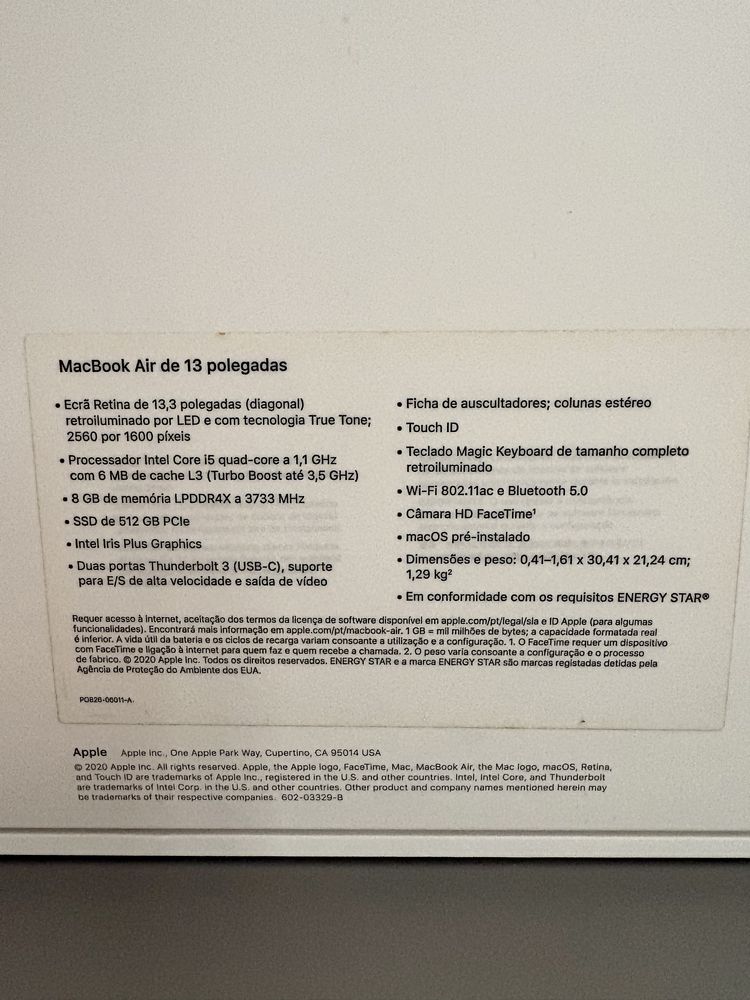 MacBook Air de 13 polegadas
• Ecrã Retina de 13,3 polegadas (diagonal)
retroiluminado por LED e com tecnologia True Tone;
2560 por 1600 píxeis
• Processador Intel Core i5 quad-core a 1,1 GHz
com 6 MB de cache L3 (Turbo Boost até 3,5 GHz)
• 8 GB de memória LPDDR4X a 3733 MHz
• SSD de 512 GB PCIe
• Intel Iris Plus Graphics
• Duas portas Thunderbolt 3 (USB-C), suporte
para E/S de alta velocidade e saída de vídeo
• Ficha de auscultadores; colunas estéreo
• Touch ID
• Teclado Magic Keyboard de tamanho completo
retroiluminado
• Wi-Fi 802.11ac e Bluetooth 5.0
• Câmara HD FaceTime¹
• macOS pré-instalado
• Dimensões e peso: 0,41–1,61 x 30,41 x 21,24 cm;
1,29 kg²
• Em conformidade com os requisitos ENERGY STAR®
Requer acesso à internet, aceitação dos termos da licença de software disponível em apple.com/pt/legal/sla e ID Apple (para algumas
funcionalidades). Encontrará mais informação em apple.com/pt/macbook-air. 1 GB = mil milhões de bytes; a capacidade formatada real
é inferior. A vida útil da bateria e os ciclos de recarga variam consoante a utilização e a configuração. 1. O FaceTime requer um dispositivo
com FaceTime e ligação à internet para quem faz e quem recebe a chamada. 2. O peso varia consoante a configuração e o processo
de fabrico. © 2020 Apple Inc. Todos os direitos reservados. ENERGY STAR e a marca ENERGY STAR são marcas registadas detidas pela
Agência de Proteção do Ambiente dos EUA.
PGB28-06011-A
Apple Apple Inc., One Apple Park Way, Cupertino, CA 95014 USA
© 2020 Apple Inc. All rights reserved. Apple, the Apple logo, FaceTime, Mac, MacBook Air, the Mac logo, macOS, Retina,
and Touch ID are trademarks of Apple Inc., registered in the U.S. and other countries. Intel, Intel Core, and Thunderbolt
are trademarks of Intel Corp. in the U.S. and other countries. Other product and company names mentioned herein may
be trademarks of their respective companies. 602-03329-B